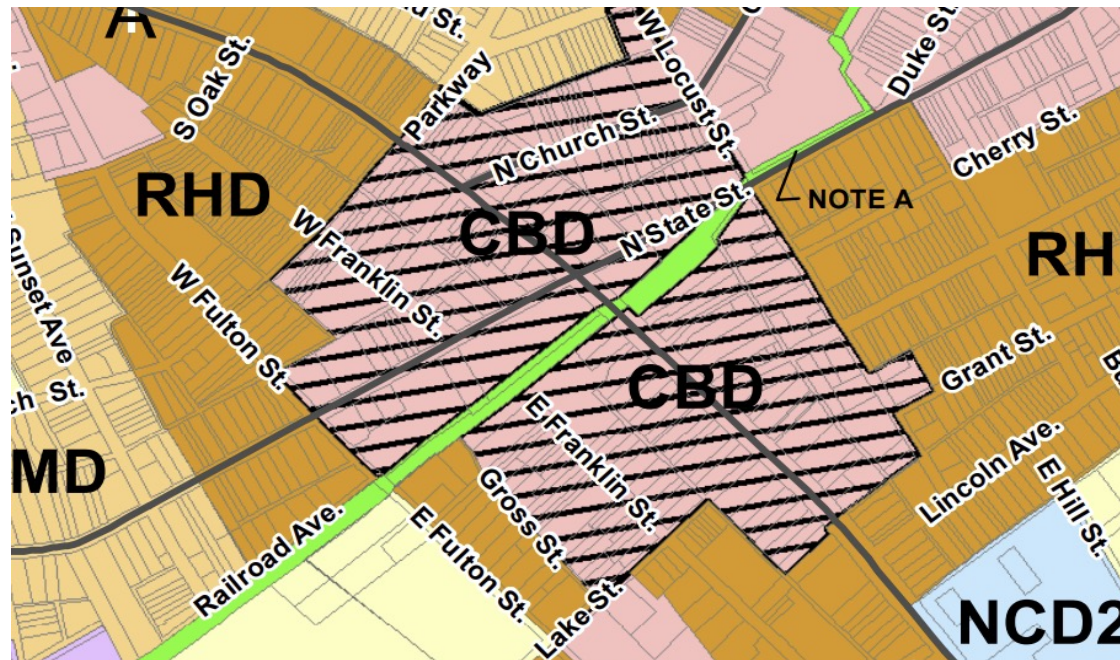 A
S Oak St.
Parkway
W Locust St.
Duke St.
N Church St.
Cherry St.
RHD
CBD
N State St.
NOTE A
W Franklin St.
RH
Sunset Ave
W Fulton St.
CBD
Grant St.
St.
E Franklin St.
Lincoln Ave.
MD
Gross St.
E Hill St.
Railroad Ave.
E Fulton St.
Lake St.
NCD2